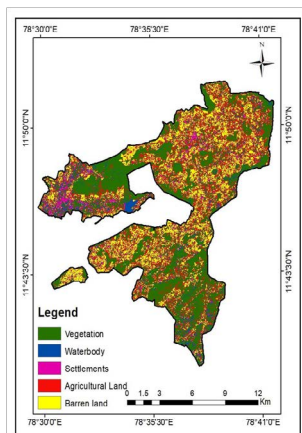 78°30'0"E 78°35'30"E 78°41'0"E
N
11°50'0"N 11°50'0"N
11°43'30"N 11°43'30"N
Legend
Vegetation
Waterbody
Settlements
Agricultural Land
Barren land
0 1.5 3 6 9 12
Km
78°30'0"E 78°35'30"E 78°41'0"E